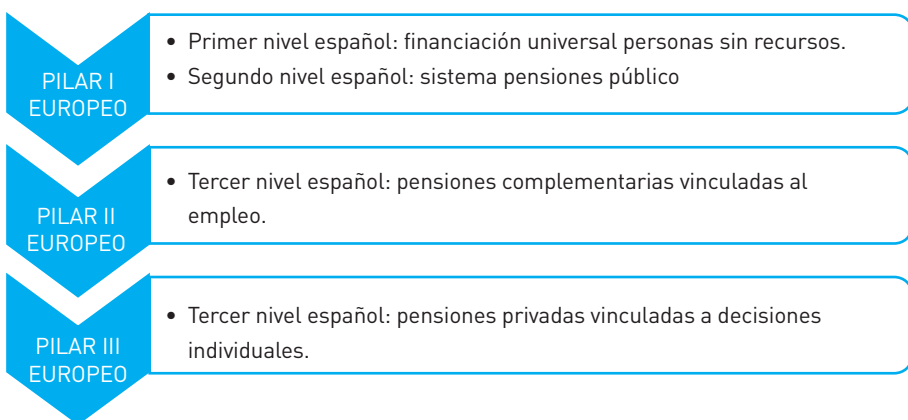 PILAR I
EUROPEO
• Primer nivel español: financiación universal personas sin recursos.
• Segundo nivel español: sistema pensiones público
PILAR II
EUROPEO
• Tercer nivel español: pensiones complementarias vinculadas al
empleo.
PILAR III
EUROPEO
• Tercer nivel español: pensiones privadas vinculadas a decisiones
individuales.